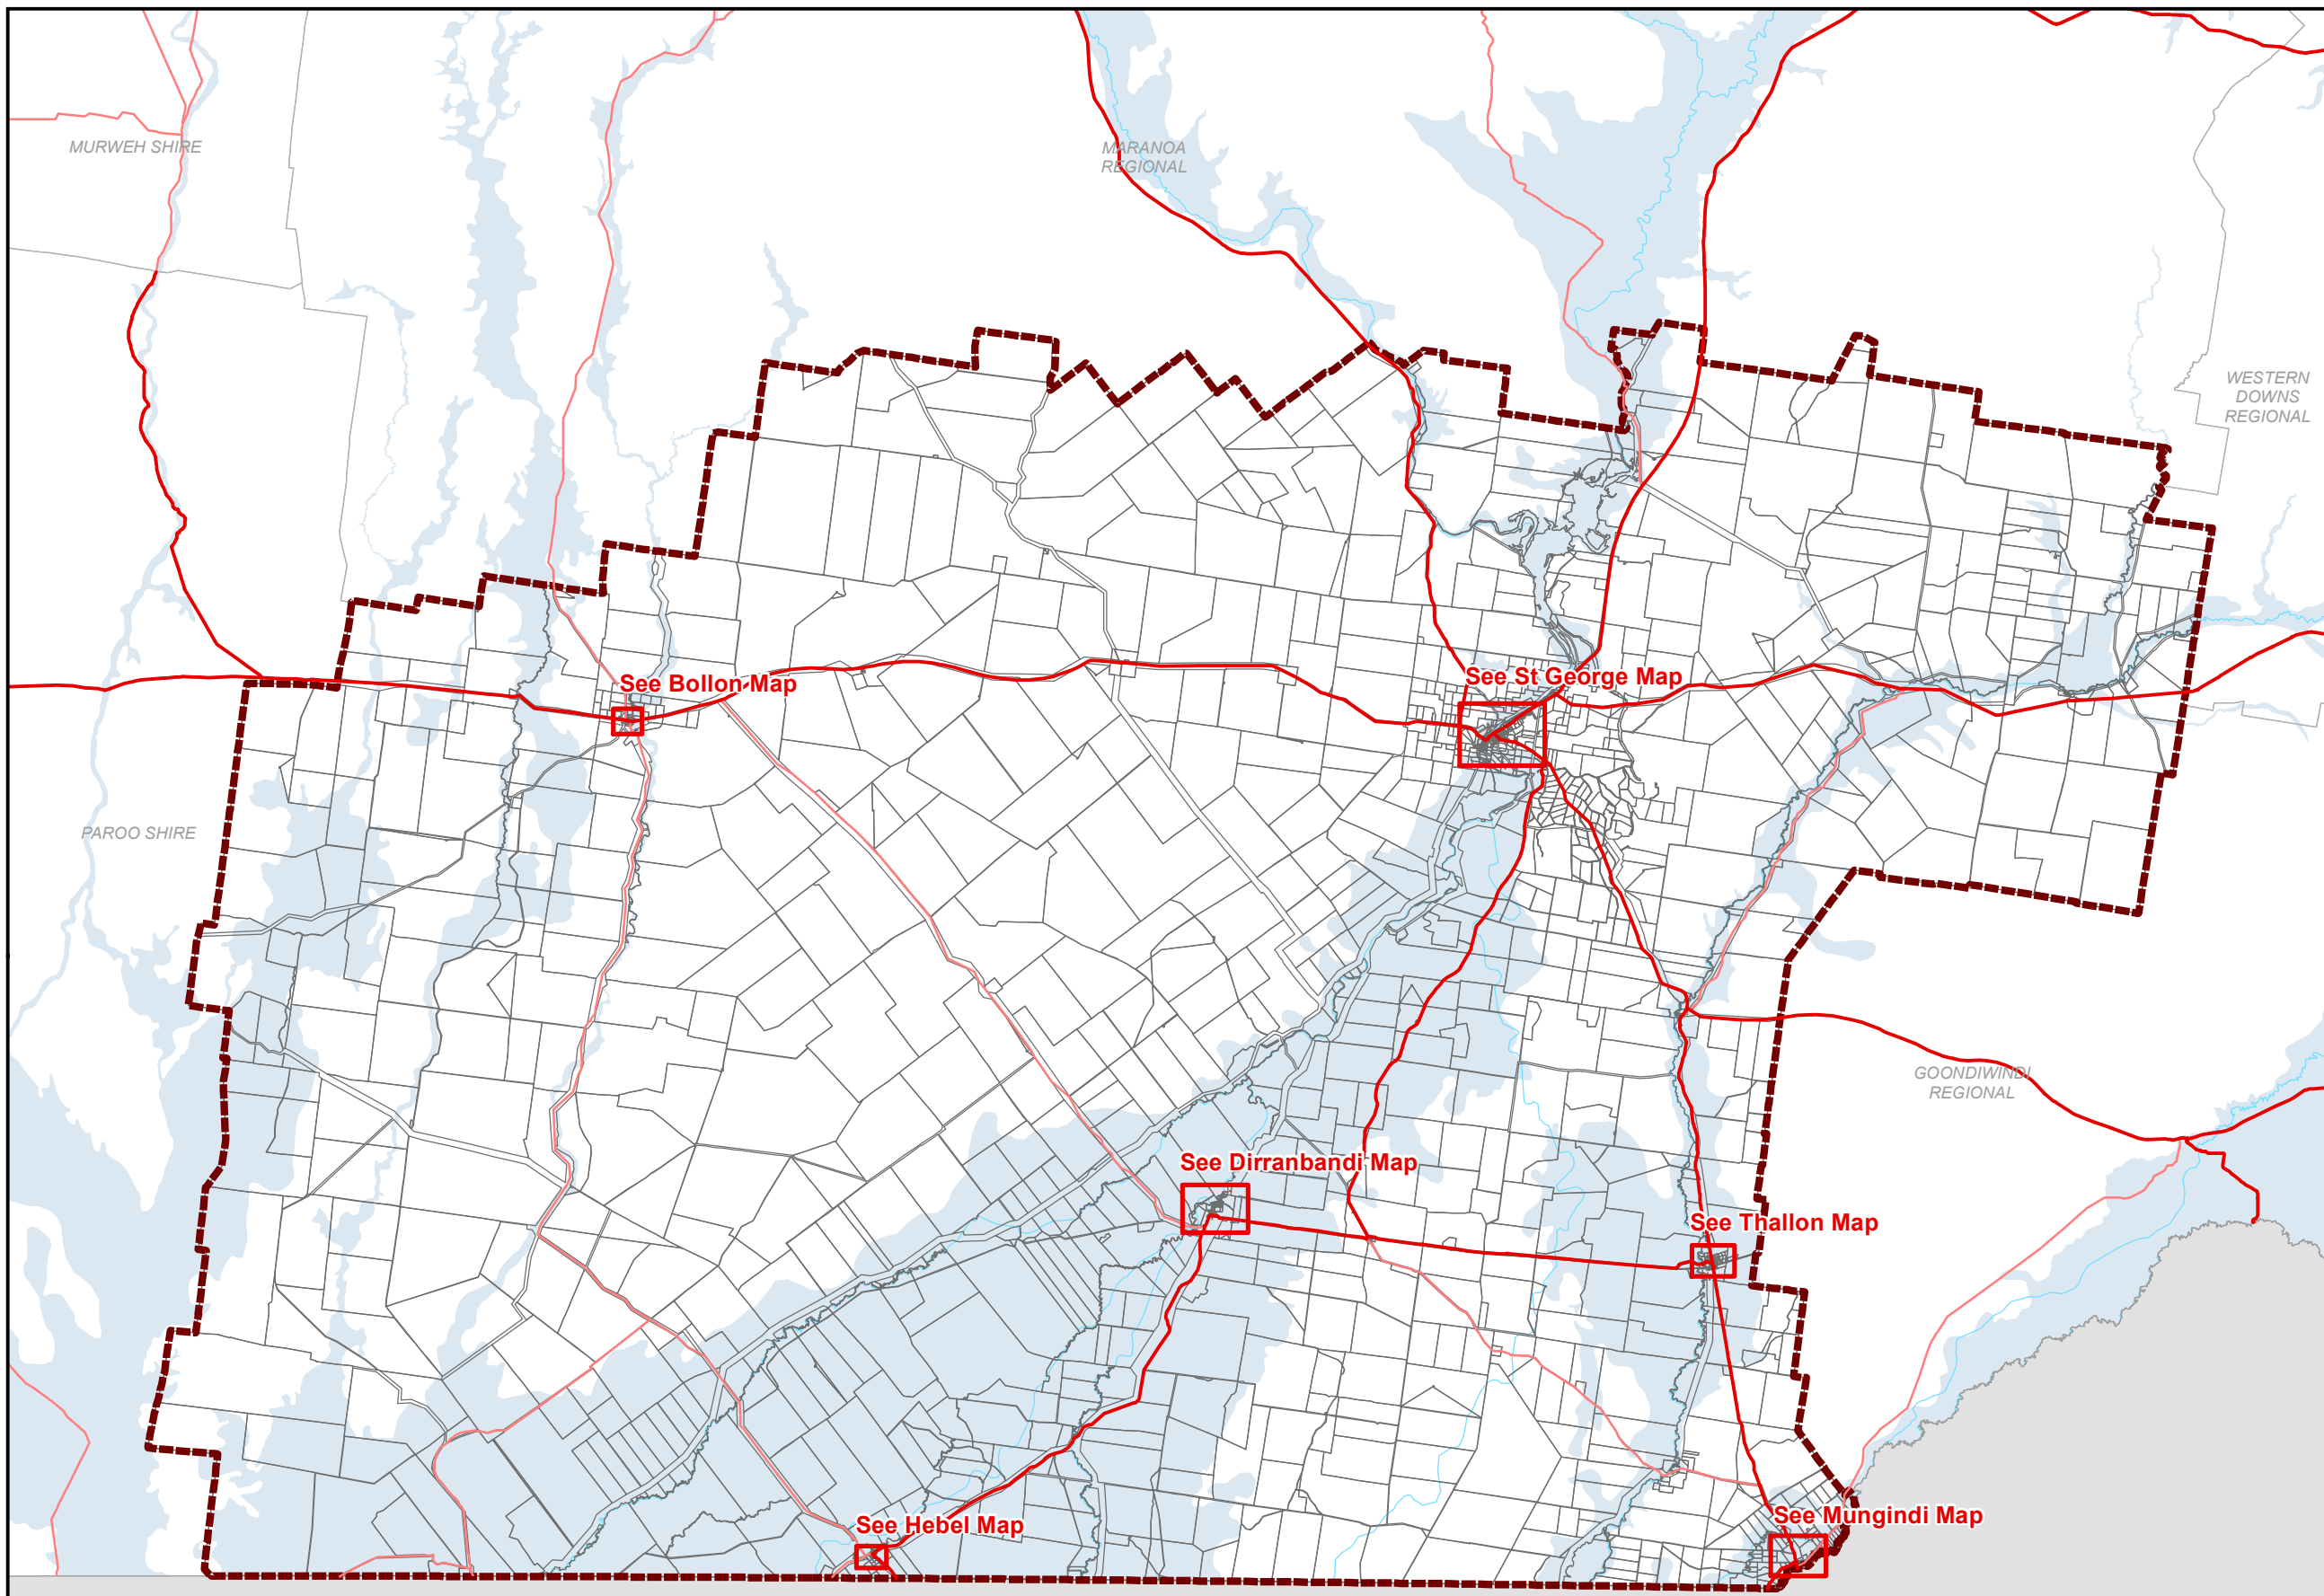 MURWEH SHIRE
MARANOA
REGIONAL
WESTERN
DOWNS
REGIONAL
See Bollon Map
See St George Map
PAROO SHIRE
GOONDIWINDI
REGIONAL
See Dirranbandi Map
See Thallon Map
See Hebel Map
See Mungindi Map